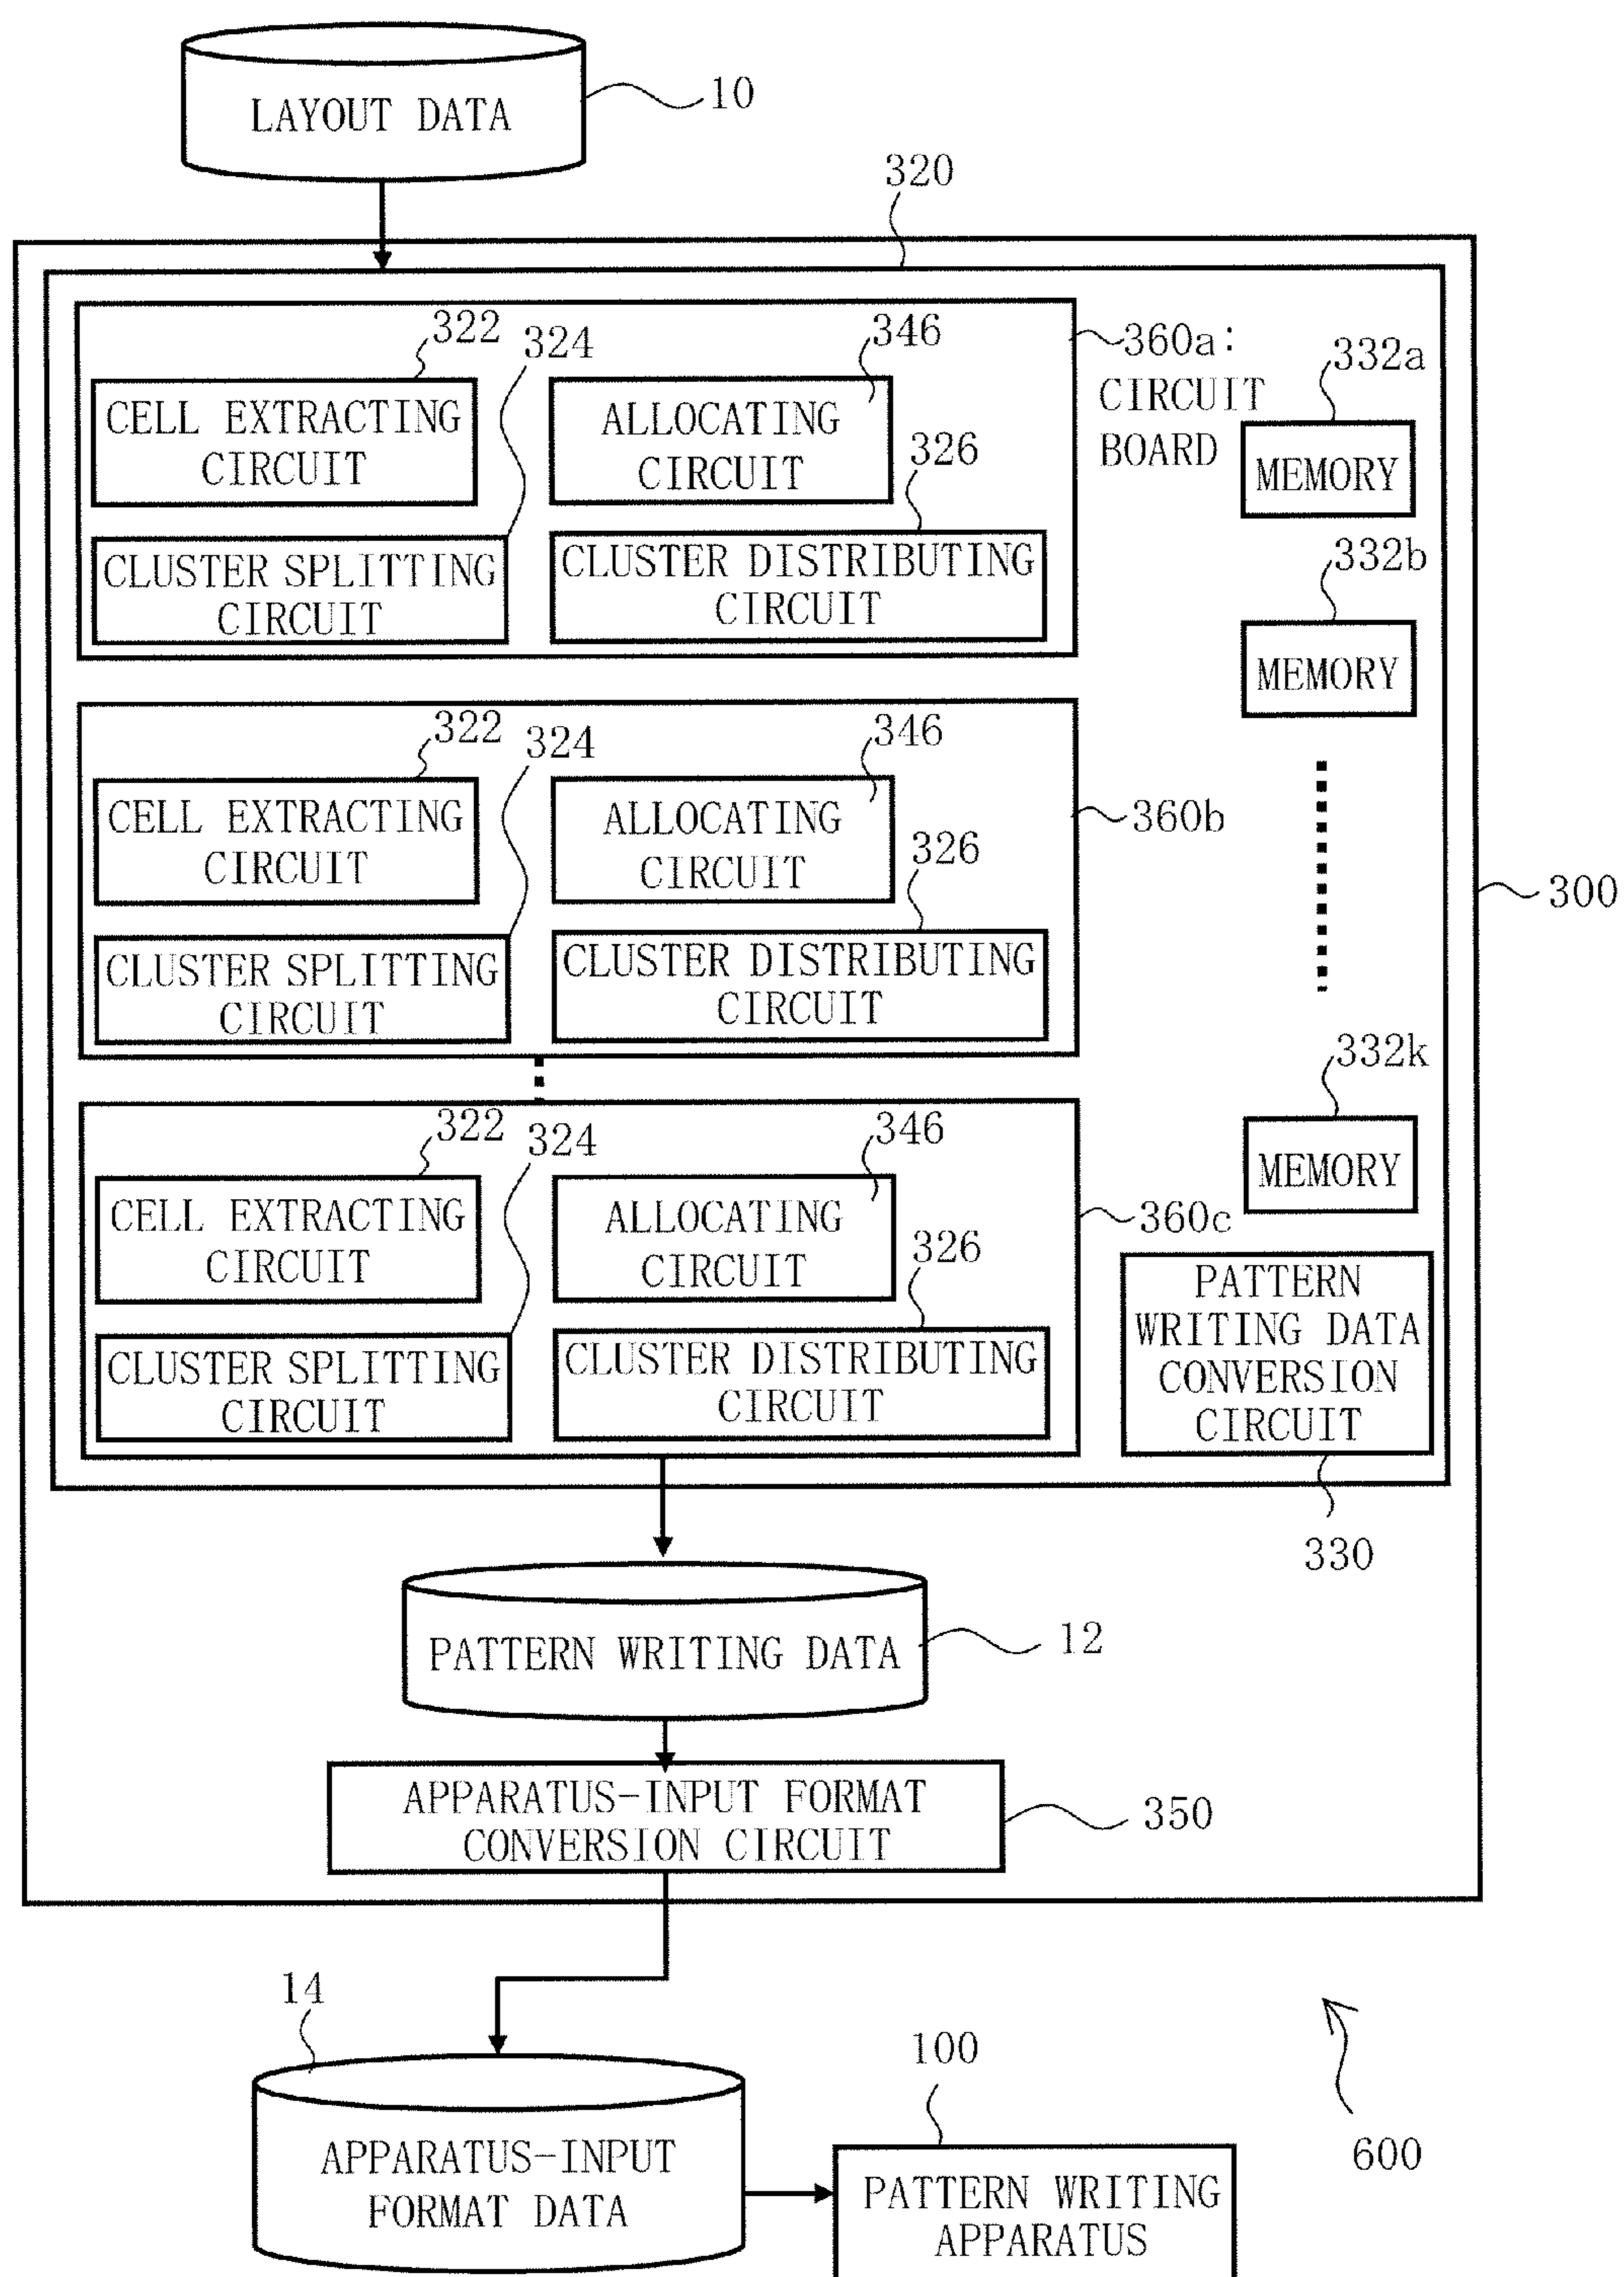 LAYOUT DATA
10
320
322
324
346
360a:
CIRCUIT
BOARD
332a
CELL EXTRACTING
CIRCUIT
ALLOCATING
CIRCUIT
326
MEMORY
CLUSTER SPLITTING
CIRCUIT
CLUSTER DISTRIBUTING
CIRCUIT
332b
MEMORY
322
324
346
CELL EXTRACTING
CIRCUIT
ALLOCATING
CIRCUIT
360b
326
300
CLUSTER SPLITTING
CIRCUIT
CLUSTER DISTRIBUTING
CIRCUIT
332k
MEMORY
322
324
346
CELL EXTRACTING
CIRCUIT
ALLOCATING
CIRCUIT
360c
326
CLUSTER SPLITTING
CIRCUIT
CLUSTER DISTRIBUTING
CIRCUIT
PATTERN
WRITING DATA
CONVERSION
CIRCUIT
330
PATTERN WRITING DATA
12
APPARATUS-INPUT FORMAT
CONVERSION CIRCUIT
350
14
APPARATUS-INPUT
FORMAT DATA
100
PATTERN WRITING
APPARATUS
600